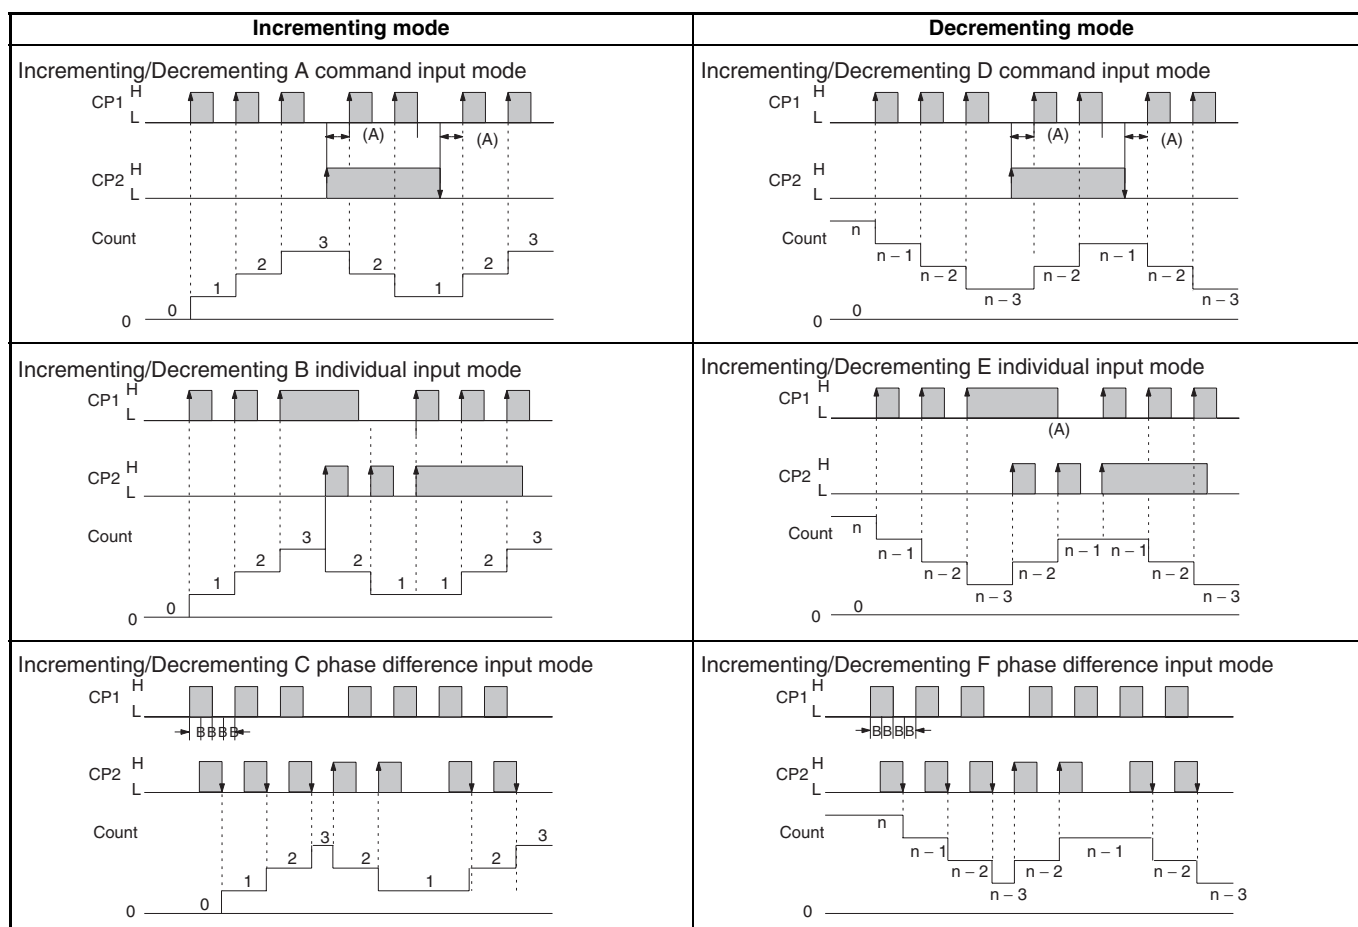 Incrementing mode
Decrementing mode
Incrementing/Decrementing A command input mode
CP1 H
L
(A)
(A)
CP2 H
L
Count
0
0 1 2 3 2 1 2 3
Incrementing/Decrementing D command input mode
CP1 H
L
(A)
(A)
CP2 H
L
Count
n
n – 1 n – 2 n – 3 n – 2 n – 1 n – 2 n – 3
0
0
Incrementing/Decrementing B individual input mode
CP1 H
L
CP2 H
L
Count
0
0 1 2 3 2 1 1 2 3
Incrementing/Decrementing E individual input mode
CP1 H
L
(A)
CP2 H
L
Count
n
n – 1 n – 2 n – 3 n – 2 n – 1 n – 1 n – 2 n – 3
0
0
Incrementing/Decrementing C phase difference input mode
CP1 H
L
B B B B
CP2 H
L
Count
0
0 1 2 3 2 1 2 3
Incrementing/Decrementing F phase difference input mode
CP1 H
L
B B B B
CP2 H
L
Count
n
n – 1 n – 2 n – 3 n – 2 n – 1 n – 2 n – 3
0